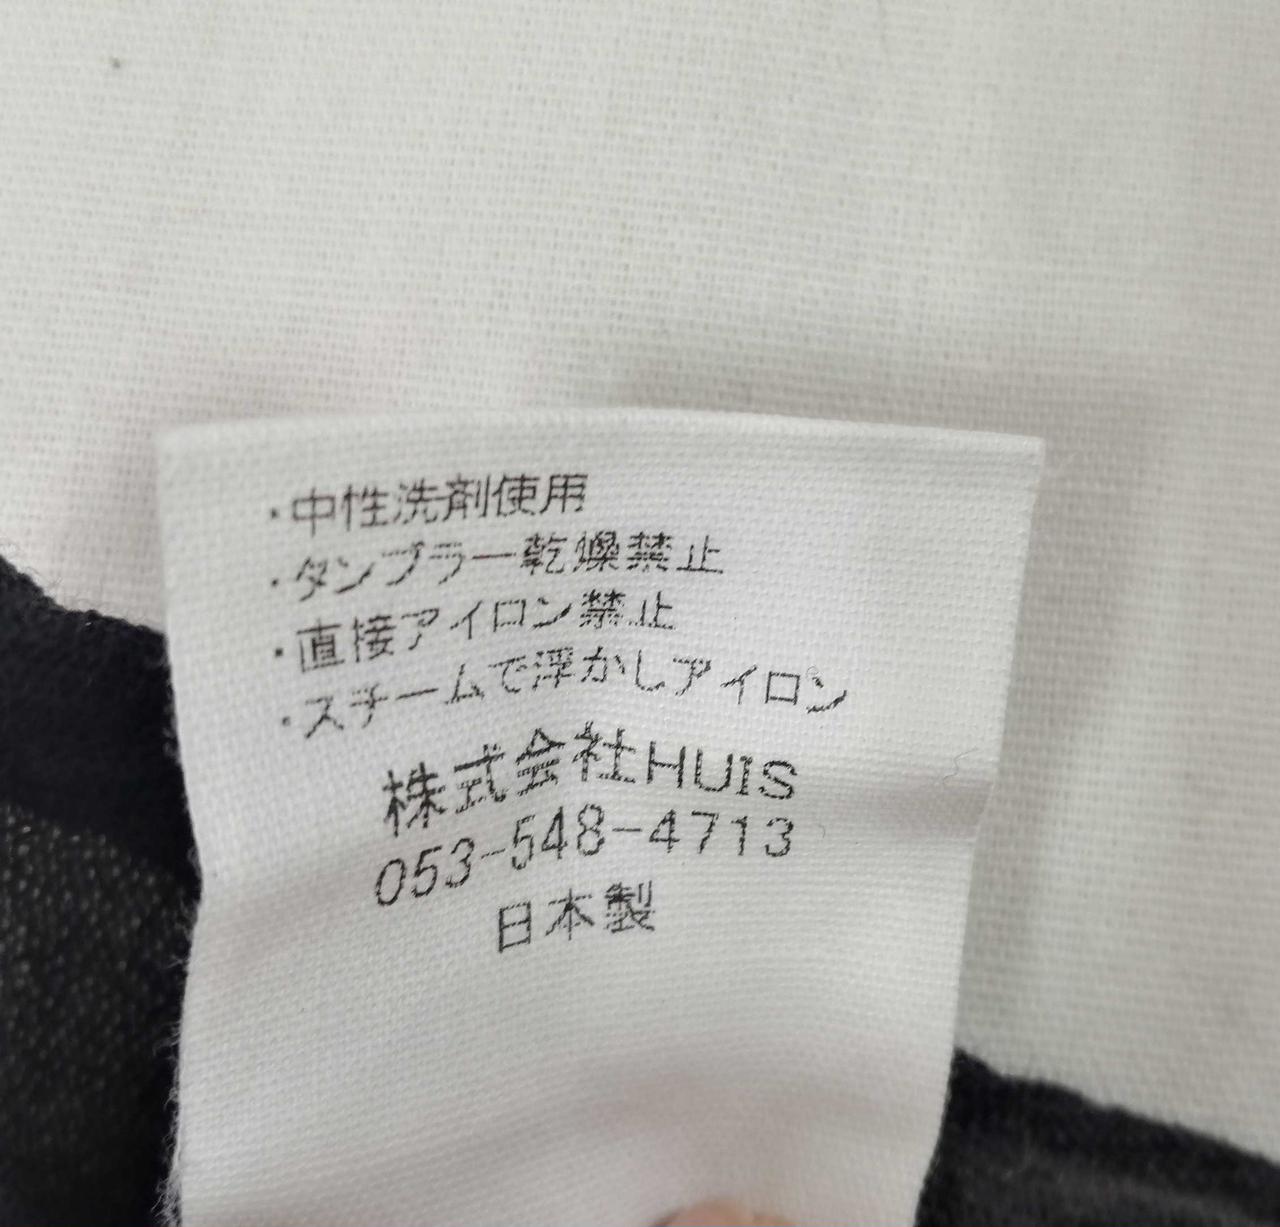 ・中性洗剤使用
・タンブラー乾燥禁止
・直接アイロン禁止
・スチームで浮かしアイロン
株式会社HUIS
053-548-4713
日本製